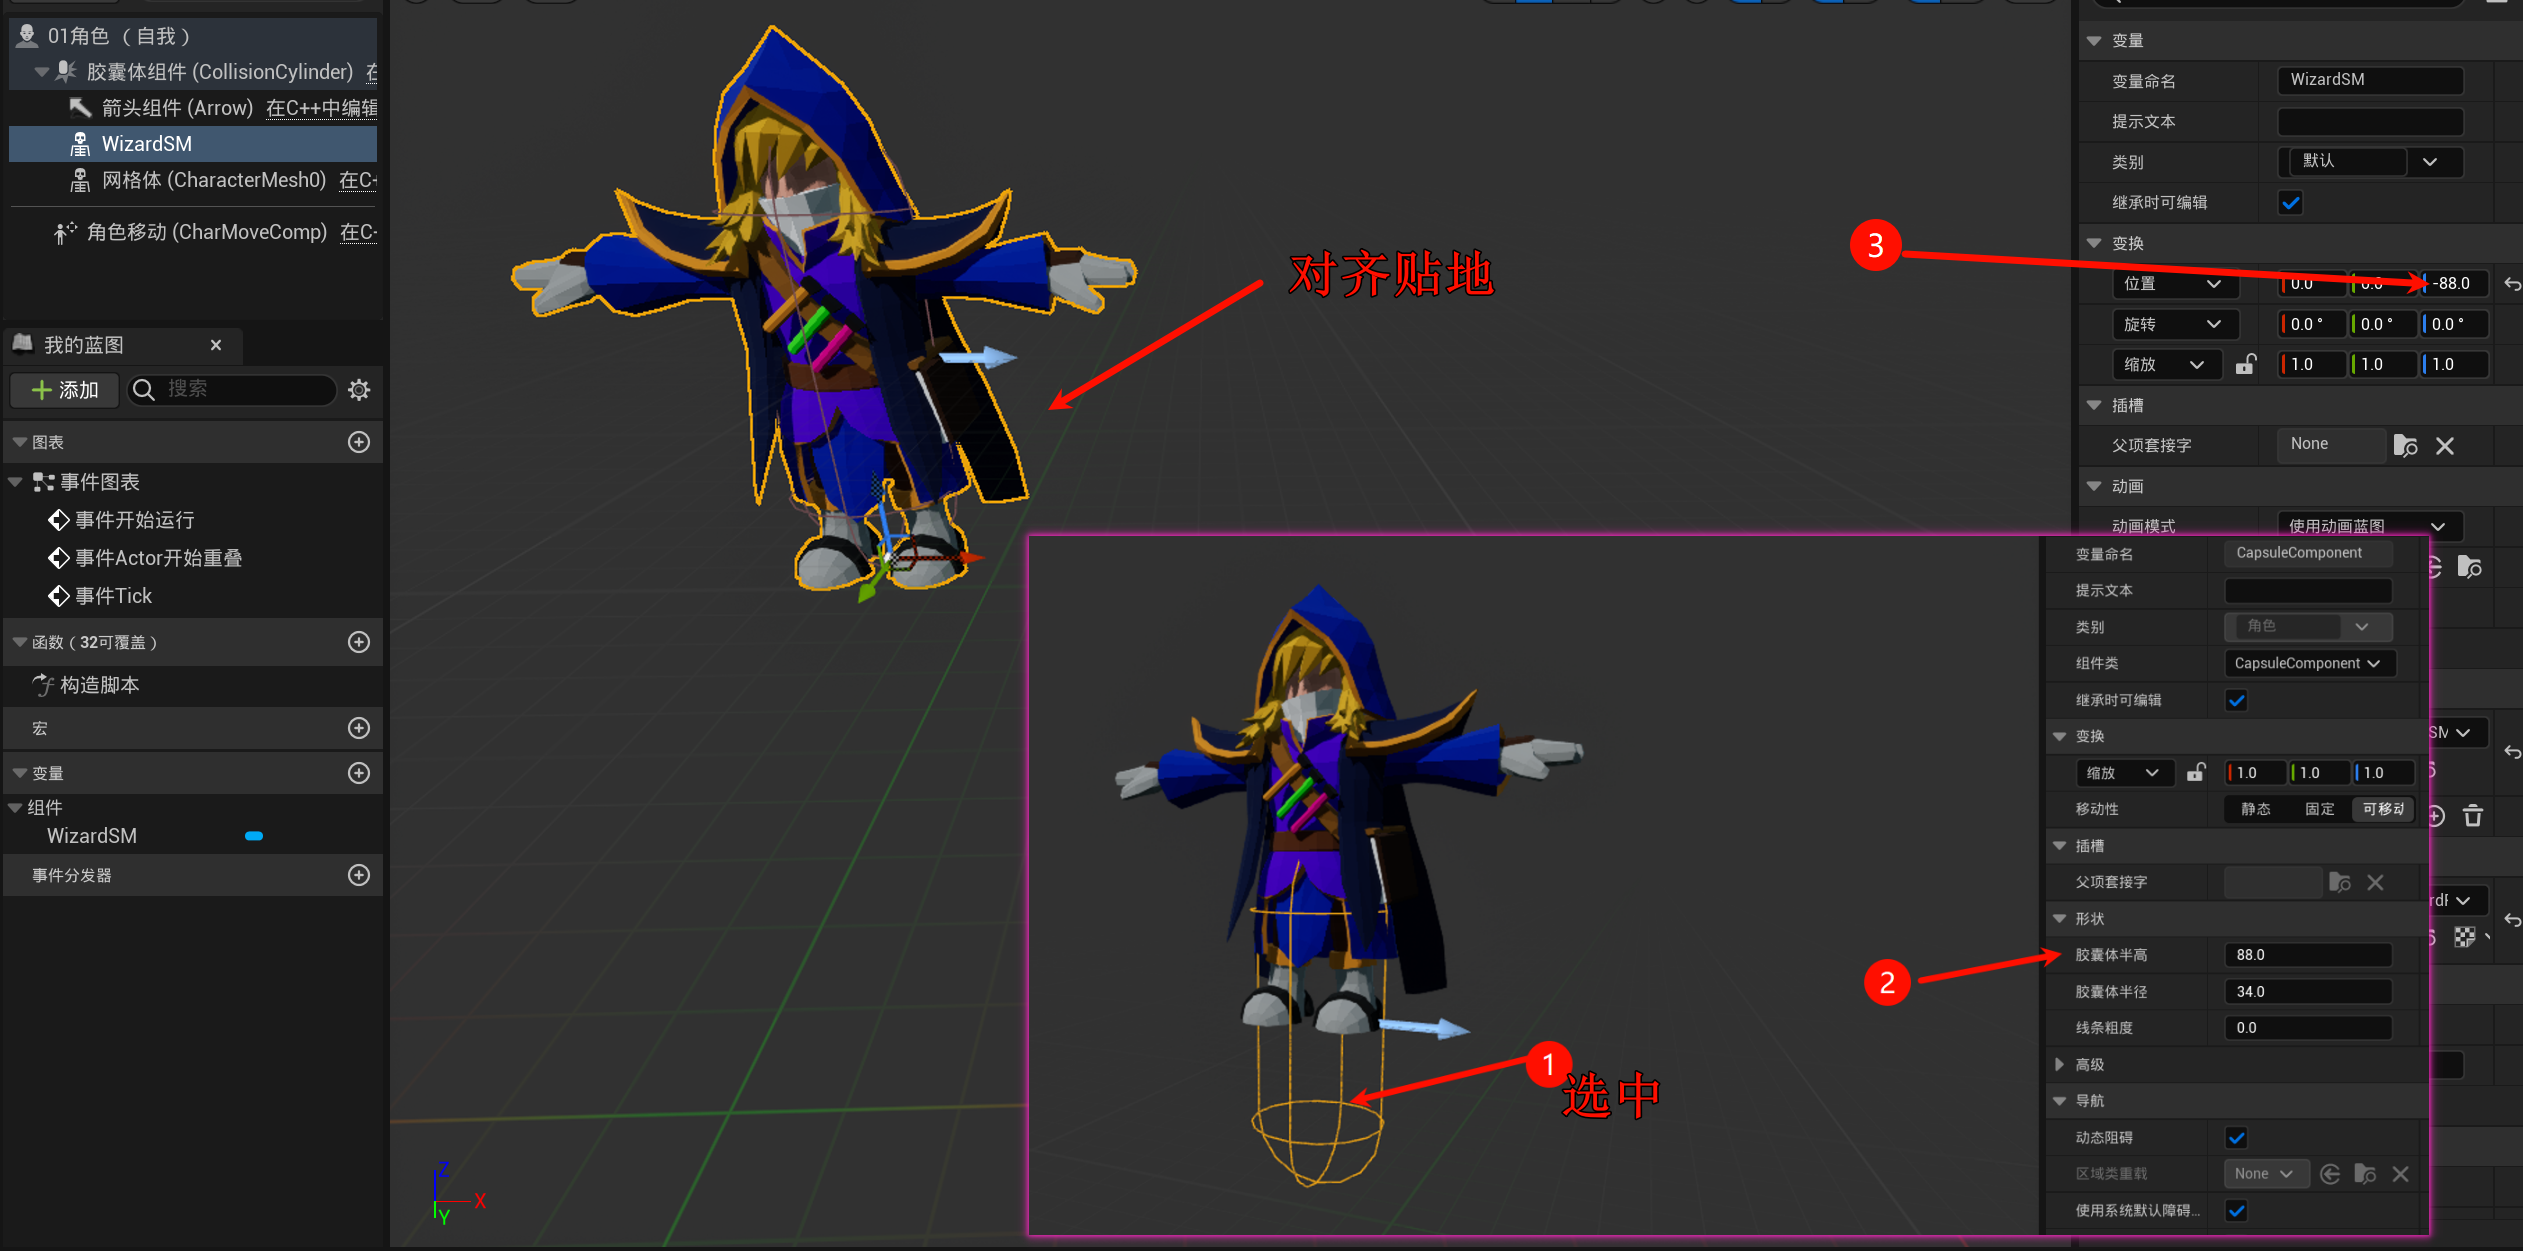 01角色 （自我）
胶囊体组件 (CollisionCylinder) 在
箭头组件 (Arrow) 在C++中编辑
WizardSM
网格体 (CharacterMesh0) 在C+
角色移动 (CharMoveComp) 在C-
我的蓝图
添加
搜索
图表
事件图表
事件开始运行
事件Actor开始重叠
事件Tick
函数（32可覆盖）
构造脚本
宏
变量
组件
WizardSM
事件分发器
对齐贴地
3
Z
X
Y
变量
变量命名 WizardSM
提示文本
类别 默认
继承时可编辑
变换
位置 0.0 0.0 -88.0
旋转 0.0 ° 0.0 ° 0.0 °
缩放 1.0 1.0 1.0
插槽
父项套接字 None
动画
动画模式 使用动画蓝图
变量命名 CapsuleComponent
提示文本
类别 角色
组件类 CapsuleComponent
继承时可编辑
变换
缩放 1.0 1.0 1.0
移动性 静态 固定 可移动
插槽
父项套接字
形状
2
胶囊体半高 88.0
胶囊体半径 34.0
线条粗度 0.0
1
选中
高级
导航
动态阻碍
区域类重载 None
使用系统默认障碍...